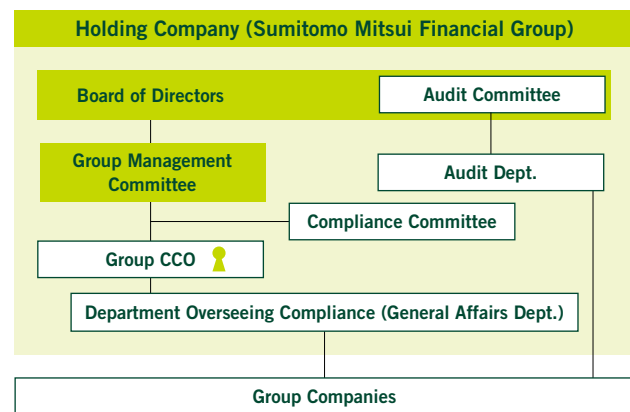 Holding Company (Sumitomo Mitsui Financial Group)
Board of Directors
Audit Committee
Group Management
Committee
Audit Dept.
Compliance Committee
Group CCO
Department Overseeing Compliance (General Affairs Dept.)
Group Companies